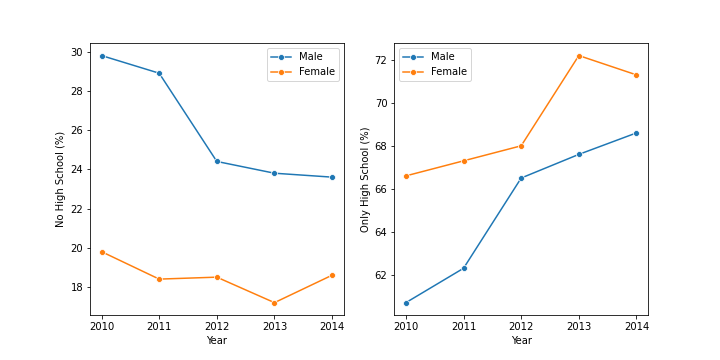 No High School (%)
30
28
26
24
22
20
18
Male
Female
2010 2011 2012 2013 2014
Year
Only High School (%)
72
70
68
66
64
62
Male
Female
2010 2011 2012 2013 2014
Year